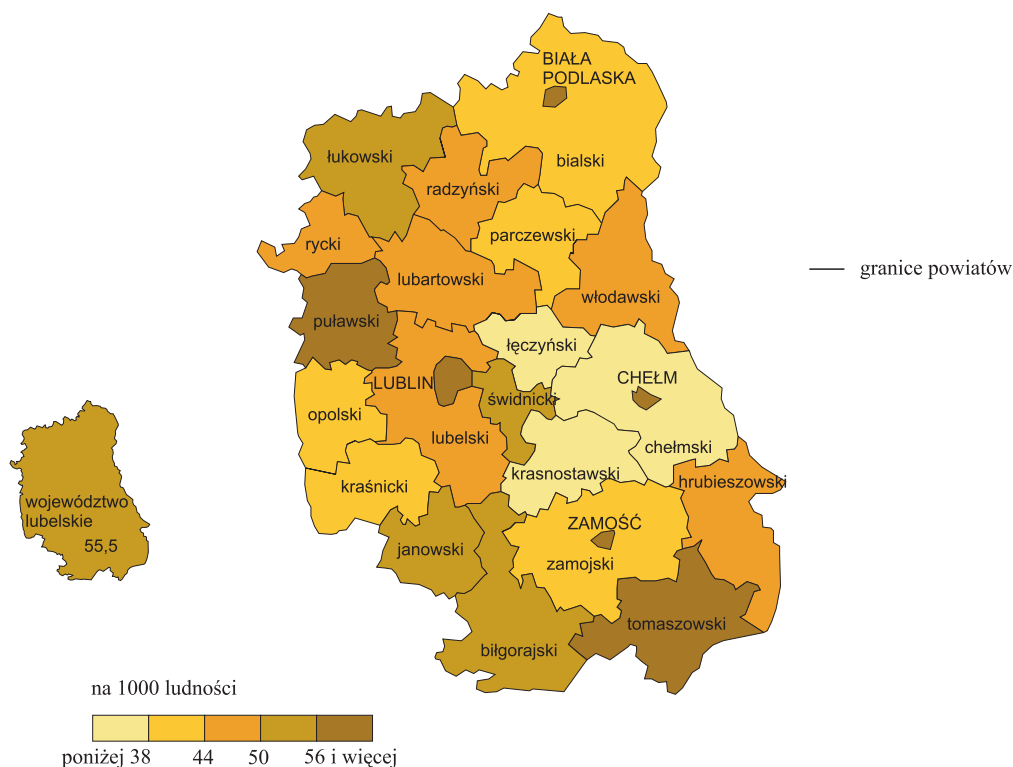 BIAŁA
PODLASKA
łukowski
bialski
radzyński
parczewski
rycki
lubartowski
włodawski
granice powiatów
puławski
łęczyński
LUBLIN
CHEŁM
świdnicki
opolski
lubelski
chełmski
krasnostawski
kraśnicki
hrubieszowski
województwo
lubelskie
55,5
ZAMOŚĆ
janowski
zamojski
tomaszowski
biłgorajski
na 1000 ludności
poniżej 38 44 50 56 i więcej